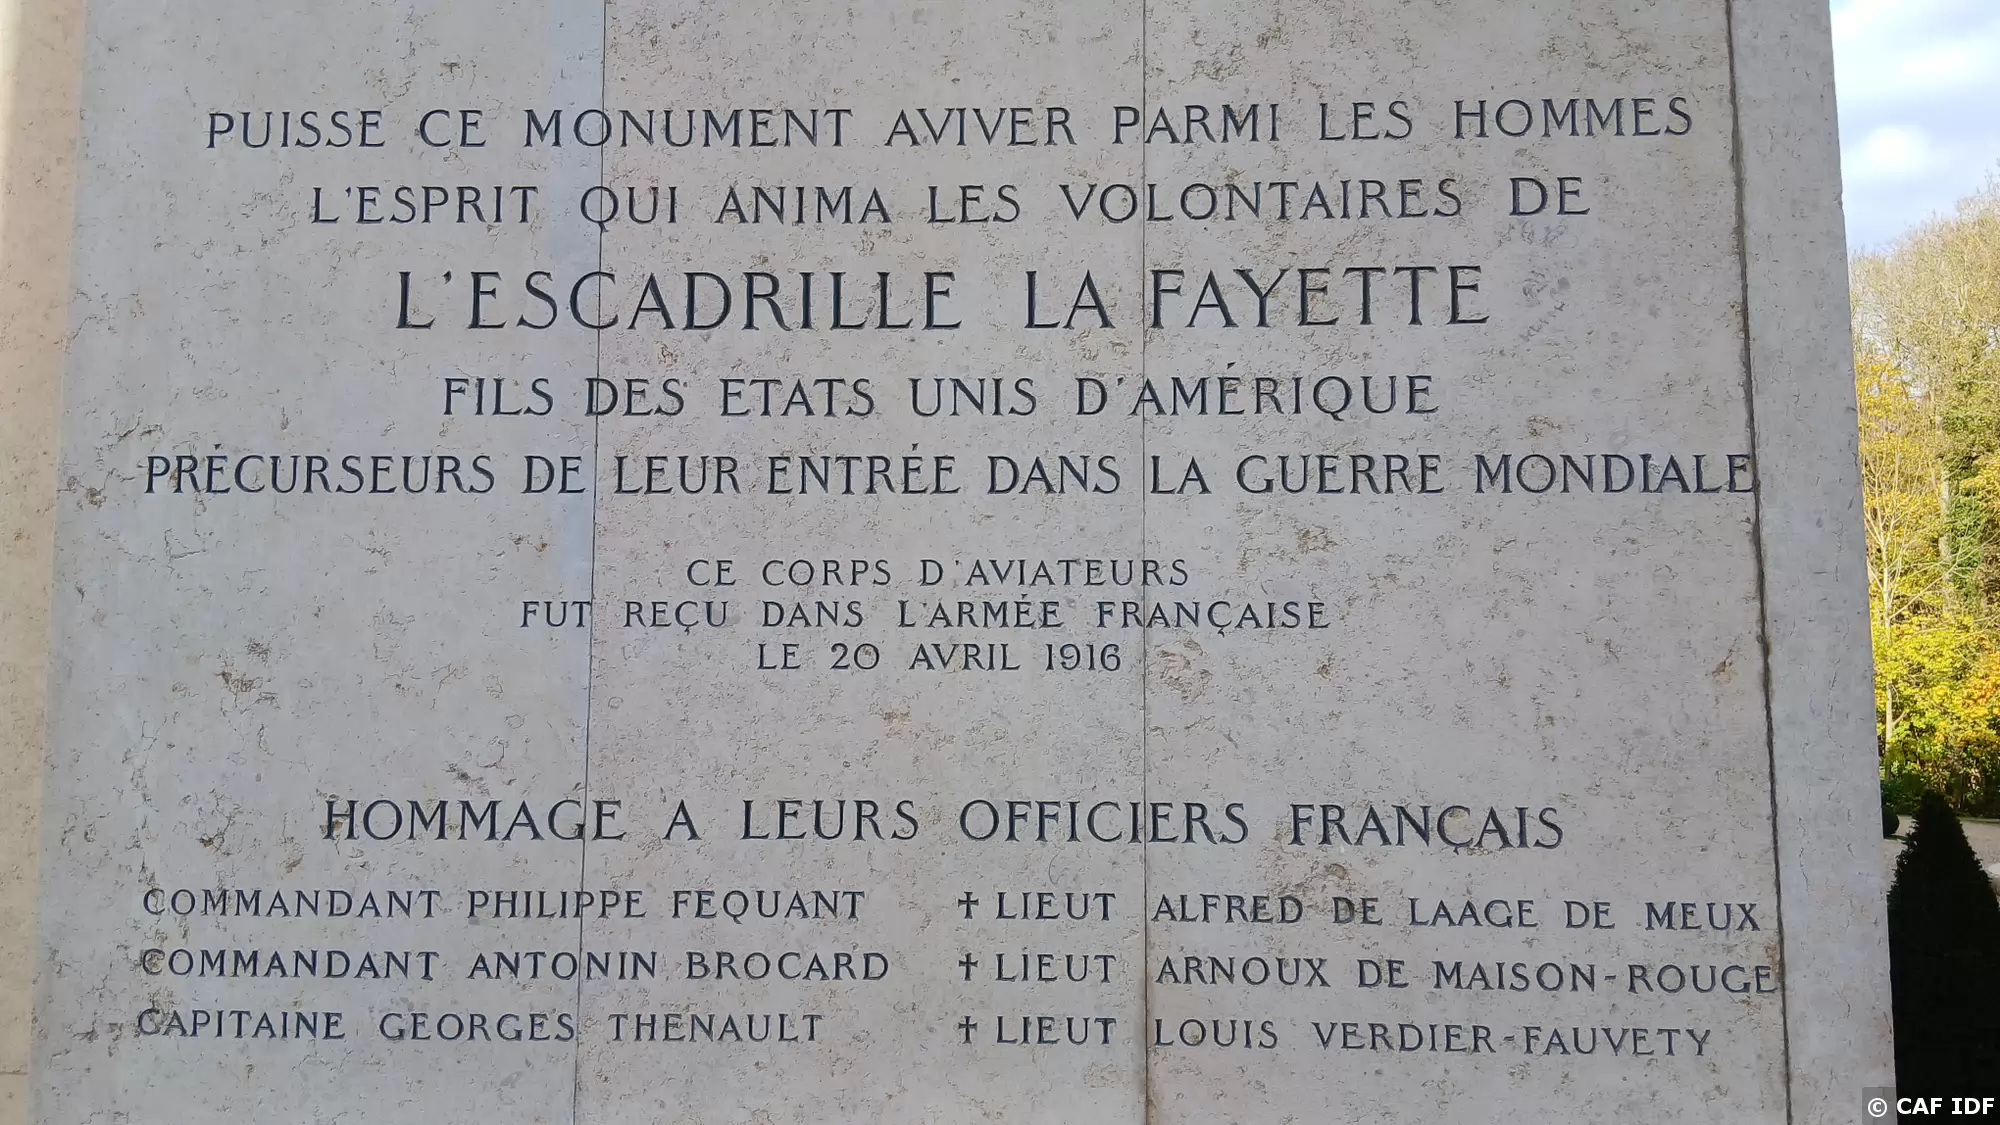 PUISSE CE MONUMENT AVIVER PARMI LES HOMMES
L'ESPRIT QUI ANIMA LES VOLONTAIRES DE
L'ESCADRILLE LA FAYETTE
FILS DES ETATS UNIS D'AMÉRIQUE
PRÉCURSEURS DE LEUR ENTRÉE DANS LA GUERRE MONDIALE
CE CORPS D'AVIATEURS
FUT REÇU DANS L'ARMÉE FRANÇAISE
LE 20 AVRIL 1916
HOMMAGE A LEURS OFFICIERS FRANÇAIS
COMMANDANT PHILIPPE FEQUANT
COMMANDANT ANTONIN BROCARD
CAPITAINE GEORGES THENAULT
✝ LIEUT ALFRED DE LAAGE DE MEUX
✝ LIEUT ARNOUX DE MAISON-ROUGE
✝ LIEUT LOUIS VERDIER-FAUVETY
© CAF IDF